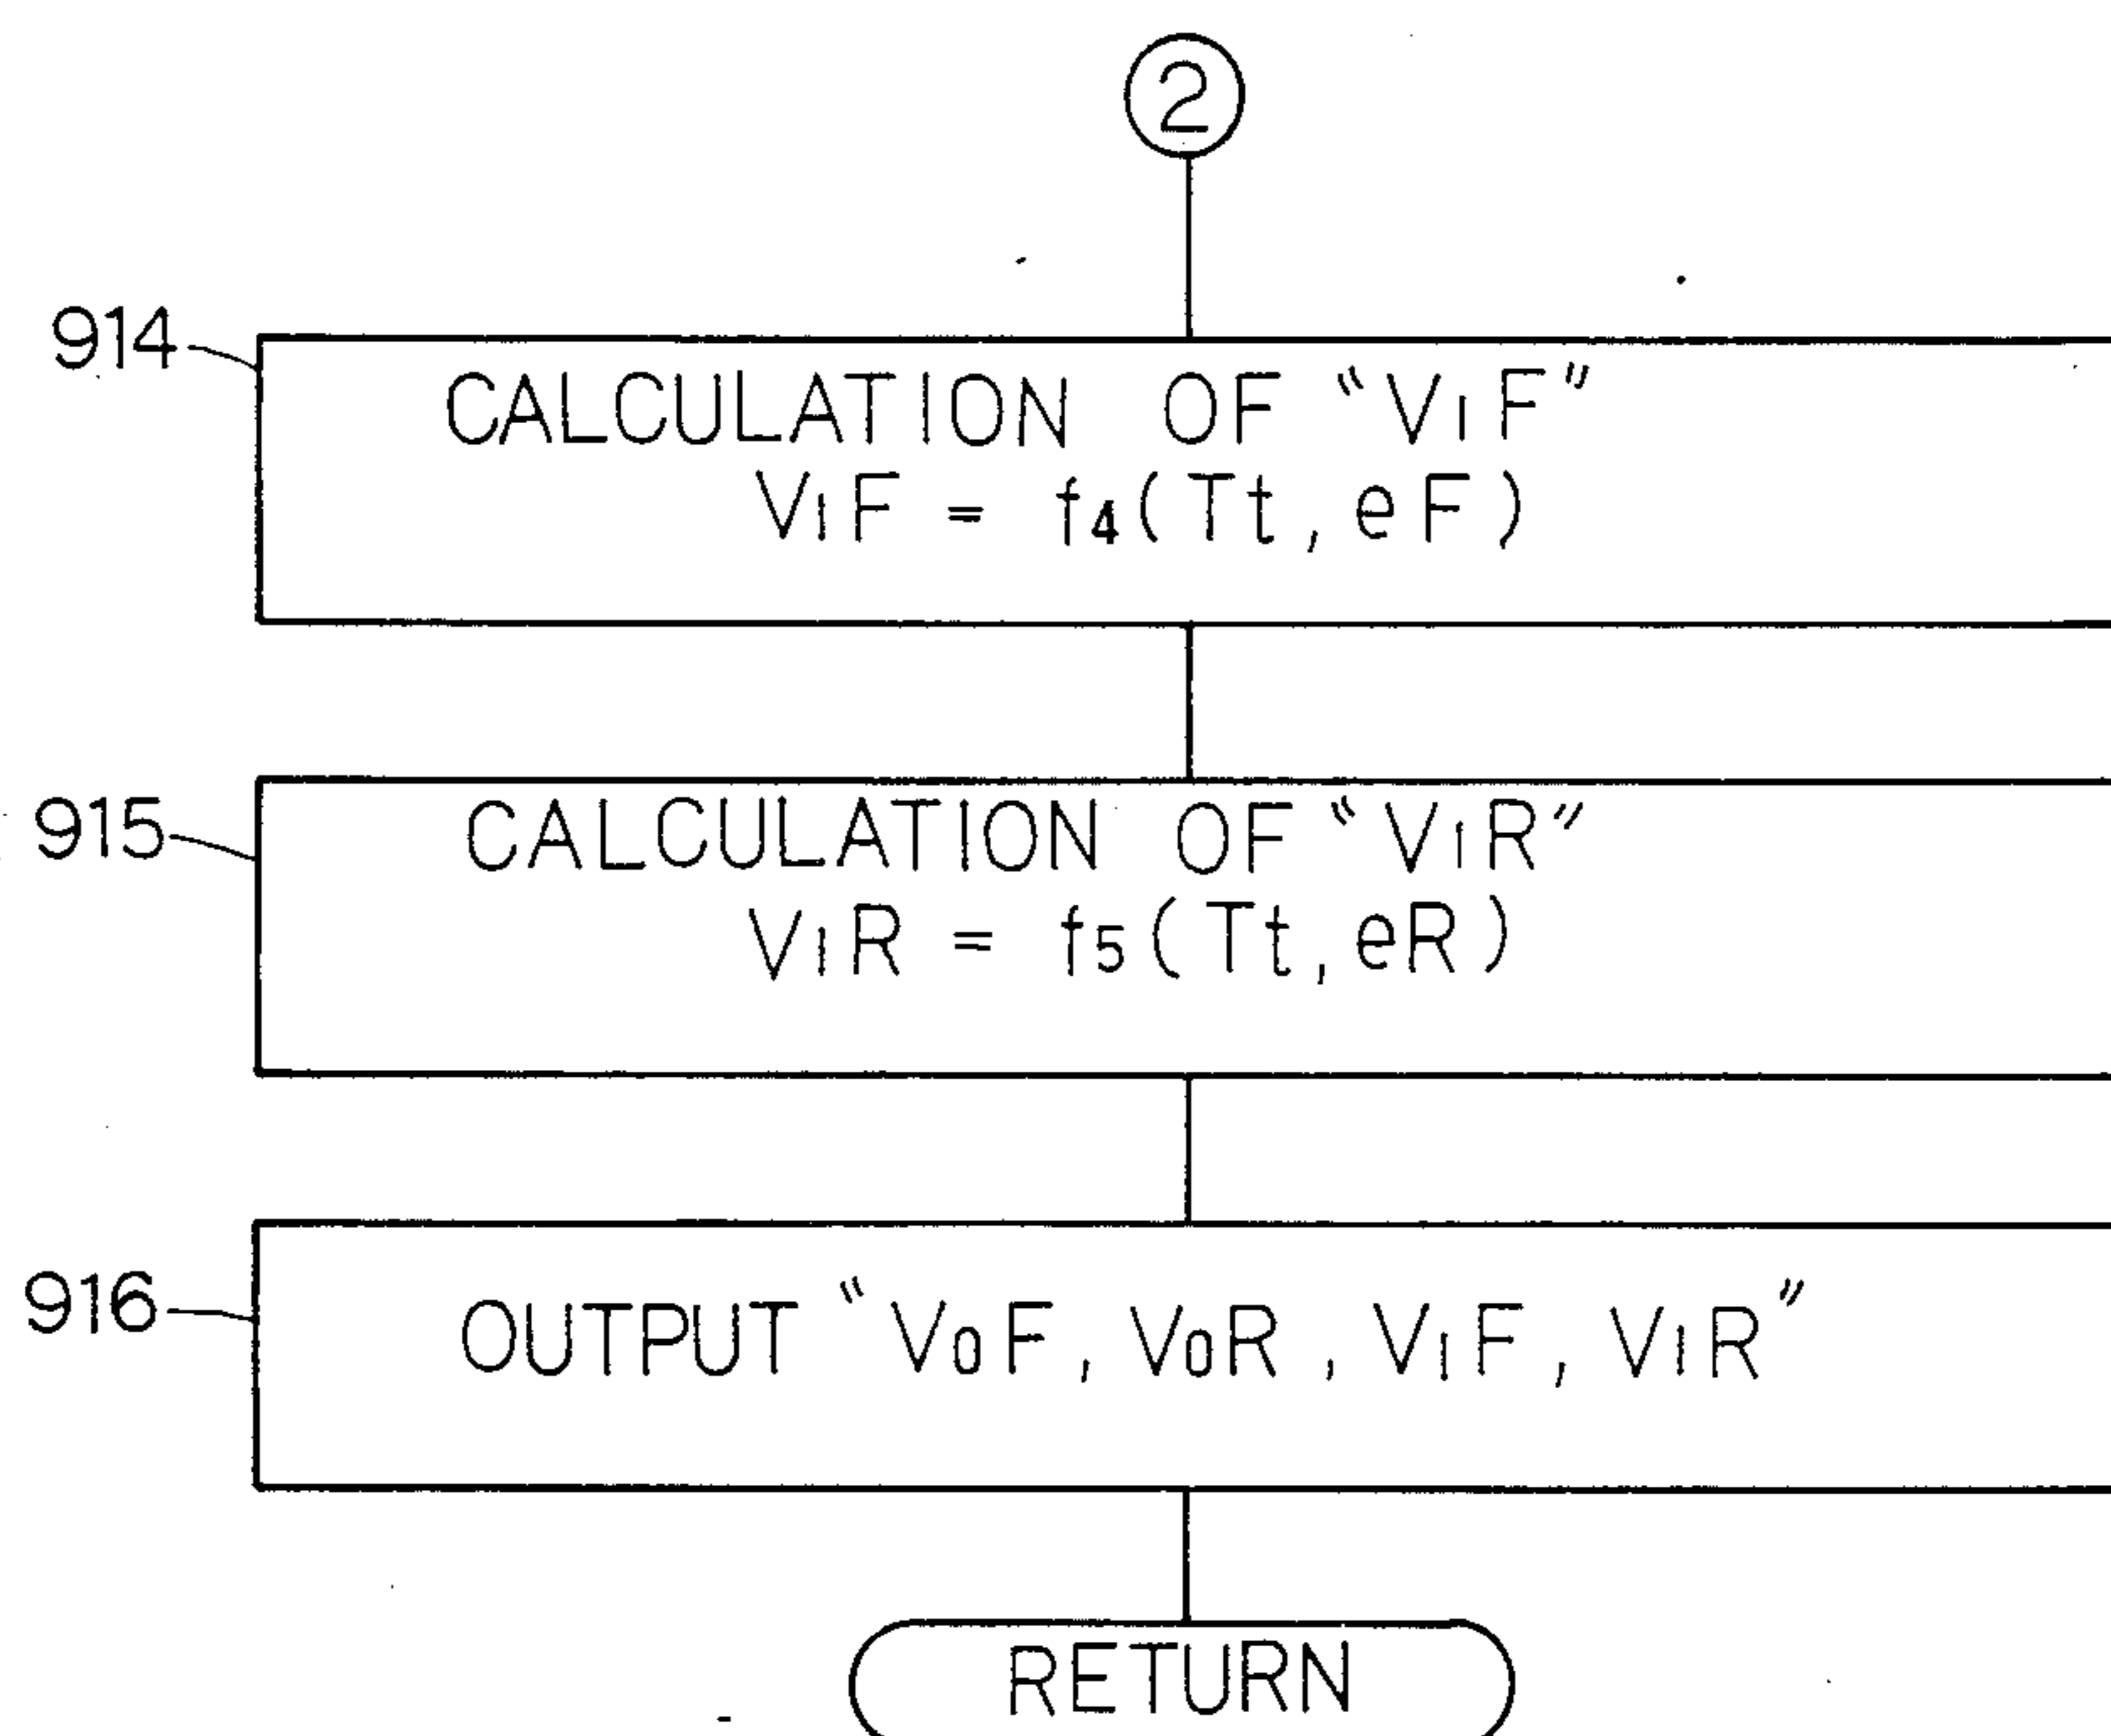 2
914
CALCULATION OF “V1F”
V1F = f4(Tt, eF)
915
CALCULATION OF “V1R”
V1R = f5(Tt, eR)
916
OUTPUT “V0F, V0R, V1F, V1R”
RETURN